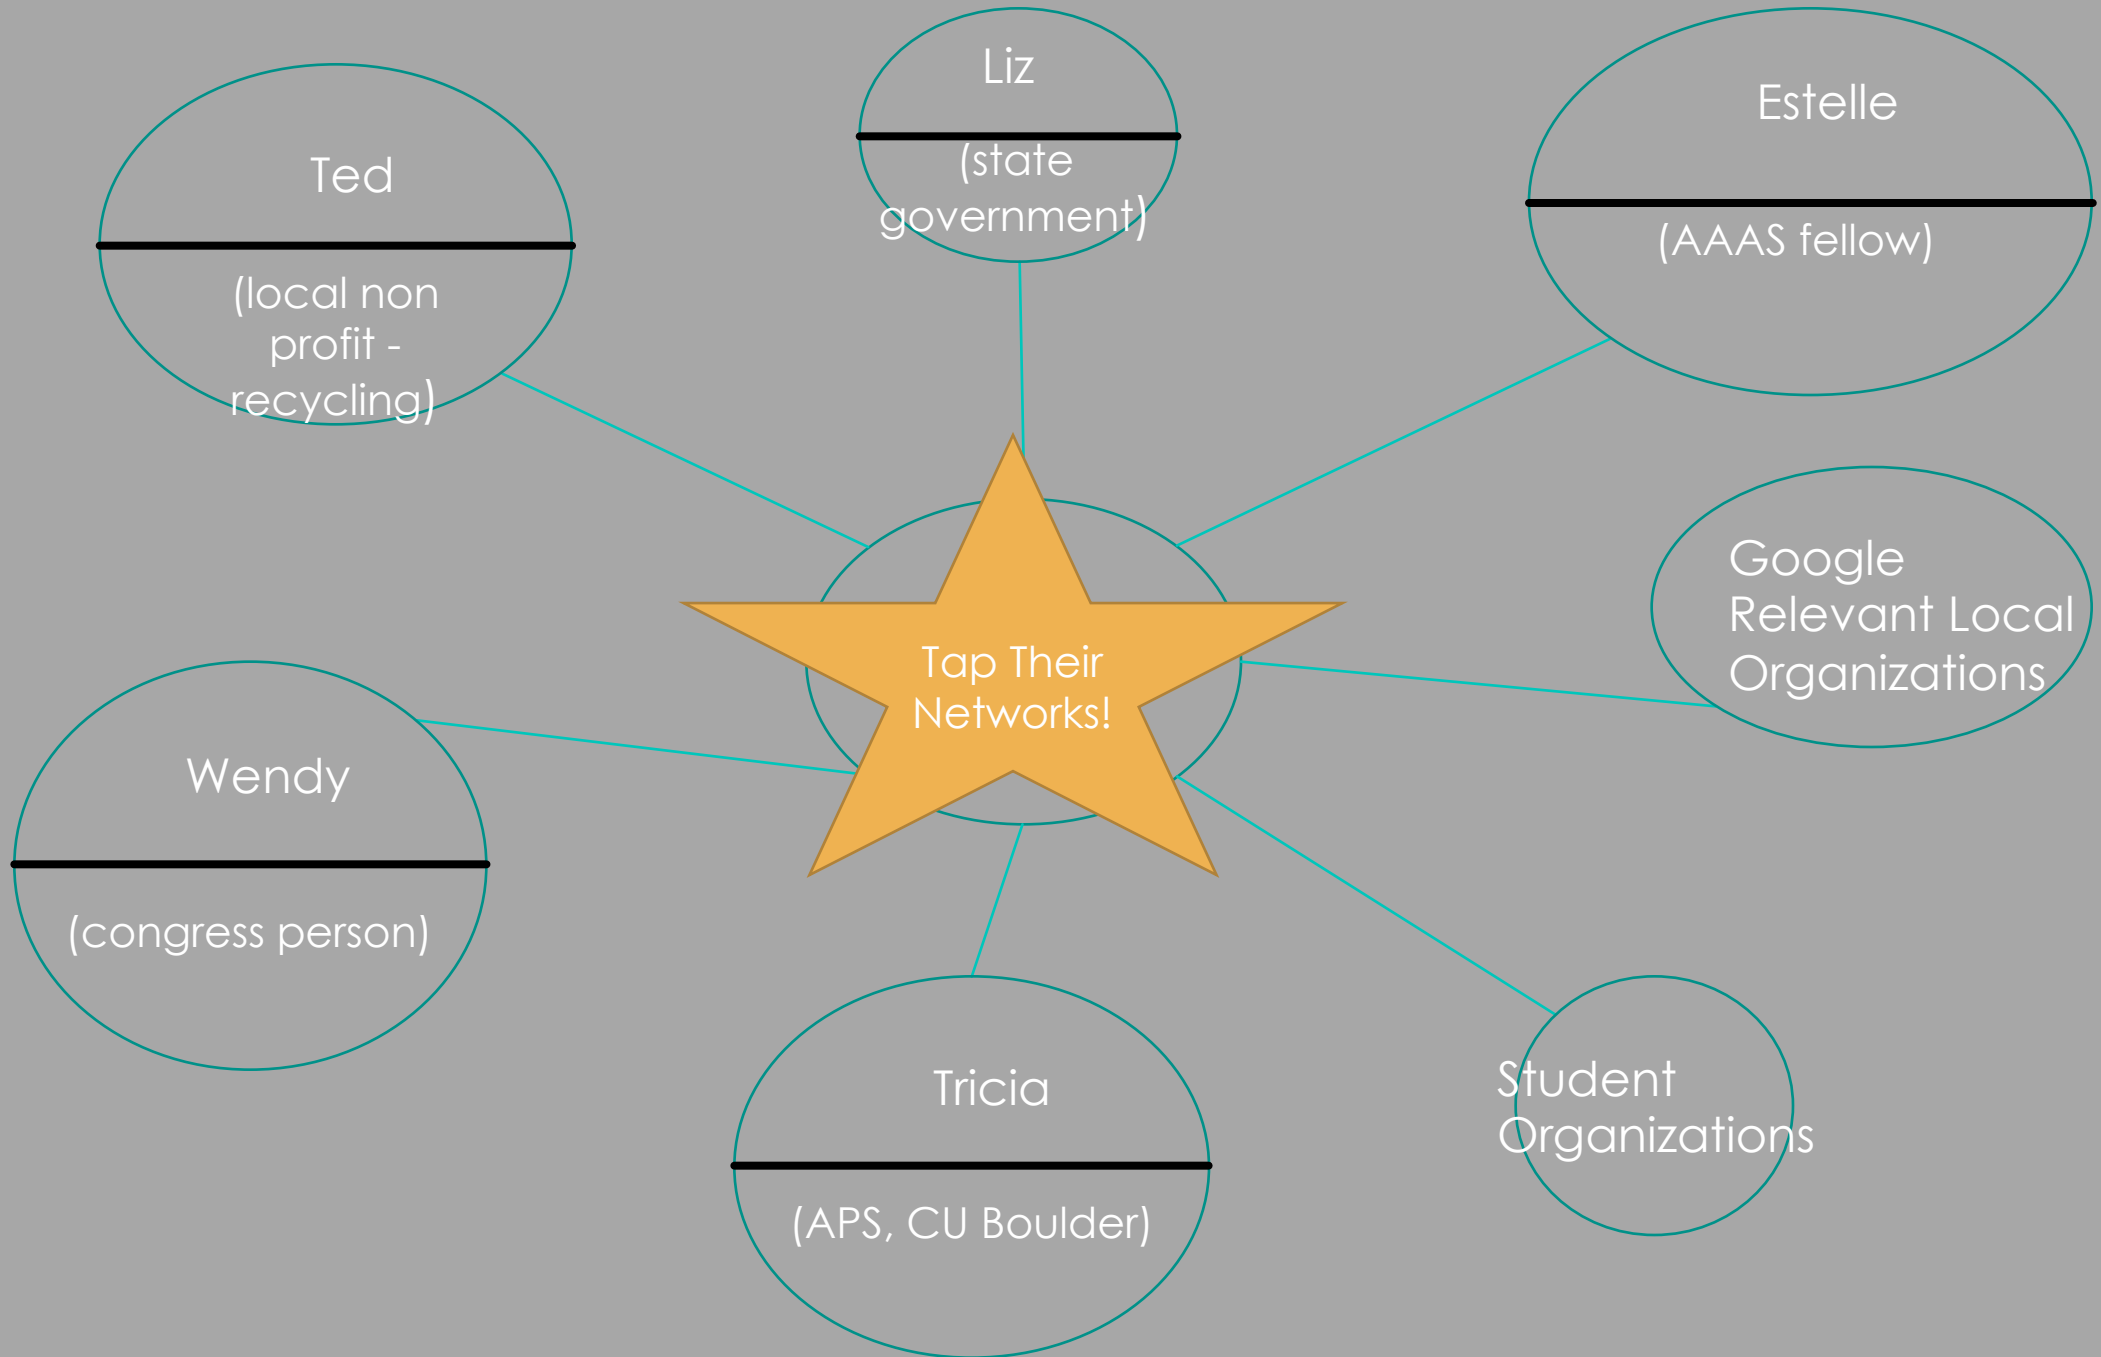 Liz
(state
government)
Estelle
(AAAS fellow)
Ted
(local non
profit -
recycling)
Google
Relevant Local
Organizations
Tap Their
Networks!
Wendy
(congress person)
Tricia
(APS, CU Boulder)
Student
Organizations